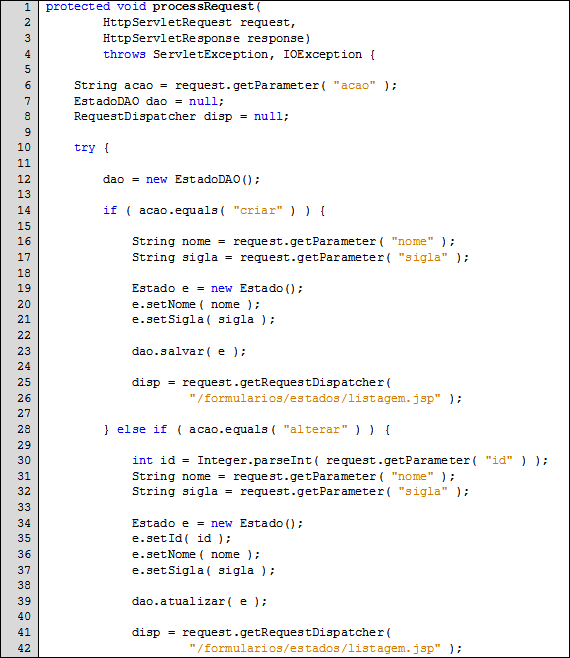 1 protected void processRequest(
2         HttpServletRequest request,
3         HttpServletResponse response)
4         throws ServletException, IOException {
5
6     String acao = request.getParameter( "acao" );
7     EstadoDAO dao = null;
8     RequestDispatcher disp = null;
9
10     try {
11
12         dao = new EstadoDAO();
13
14         if ( acao.equals( "criar" ) ) {
15
16             String nome = request.getParameter( "nome" );
17             String sigla = request.getParameter( "sigla" );
18
19             Estado e = new Estado();
20             e.setNome( nome );
21             e.setSigla( sigla );
22
23             dao.salvar( e );
24
25             disp = request.getRequestDispatcher(
26                     "/formularios/estados/listagem.jsp" );
27
28         } else if ( acao.equals( "alterar" ) ) {
29
30             int id = Integer.parseInt( request.getParameter( "id" ) );
31             String nome = request.getParameter( "nome" );
32             String sigla = request.getParameter( "sigla" );
33
34             Estado e = new Estado();
35             e.setId( id );
36             e.setNome( nome );
37             e.setSigla( sigla );
38
39             dao.atualizar( e );
40
41             disp = request.getRequestDispatcher(
42                     "/formularios/estados/listagem.jsp" );